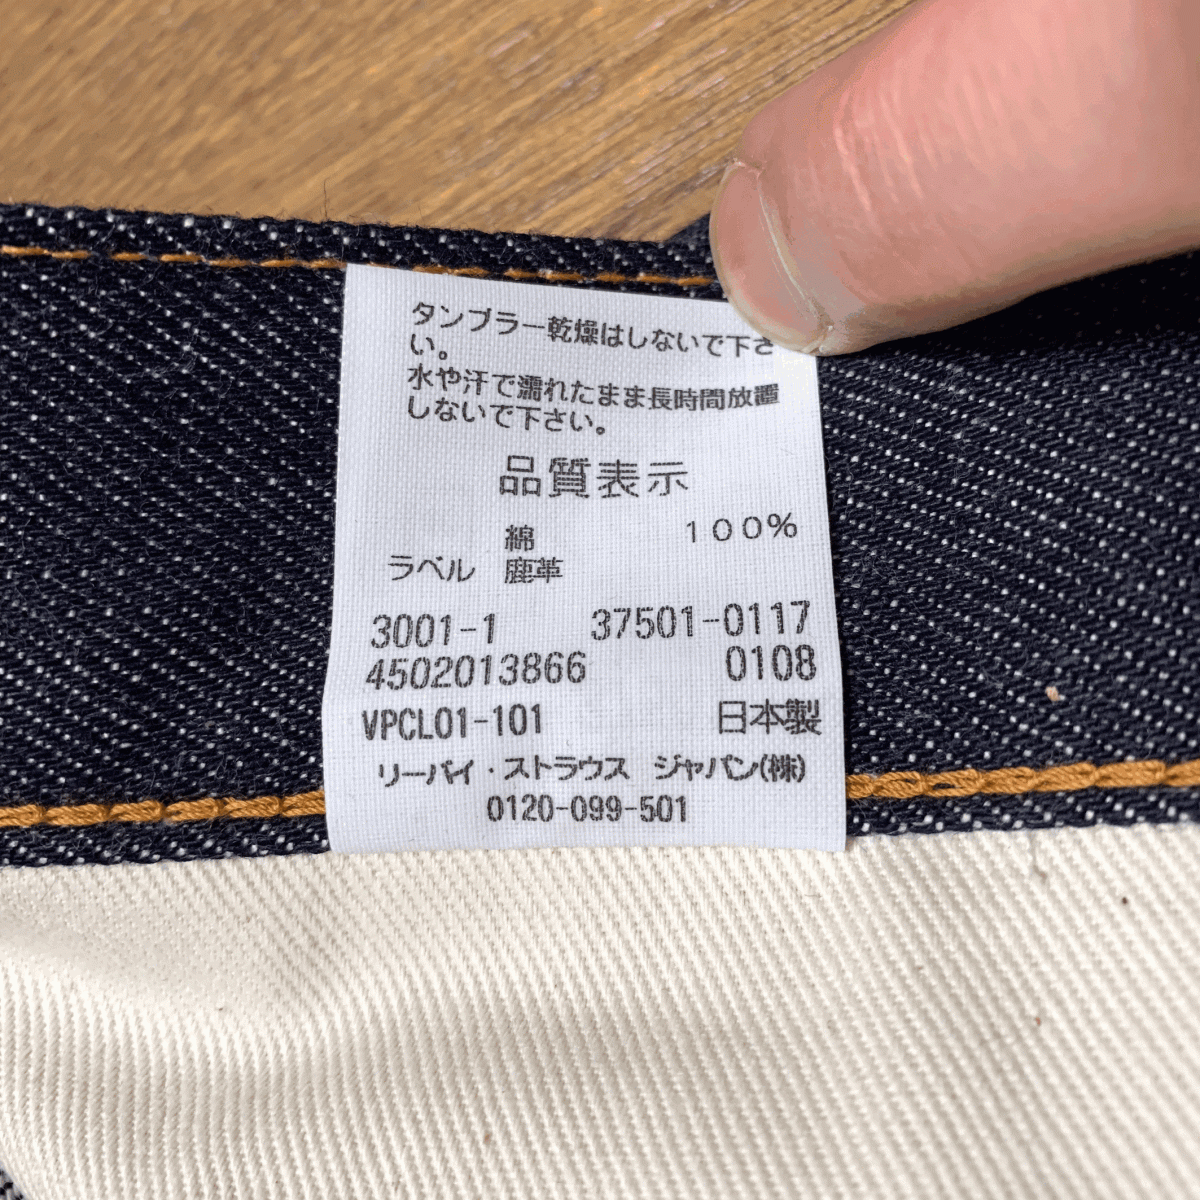 タンブラー乾燥はしないで下さ
い。
水や汗で濡れたまま長時間放置
しないで下さい。
品質表示
綿 100%
ラベル 鹿革
3001-1 37501-0117
4502013866 0108
VPCL01-101 日本製
リーバイ・ストラウス ジャパン(株)
0120-099-501